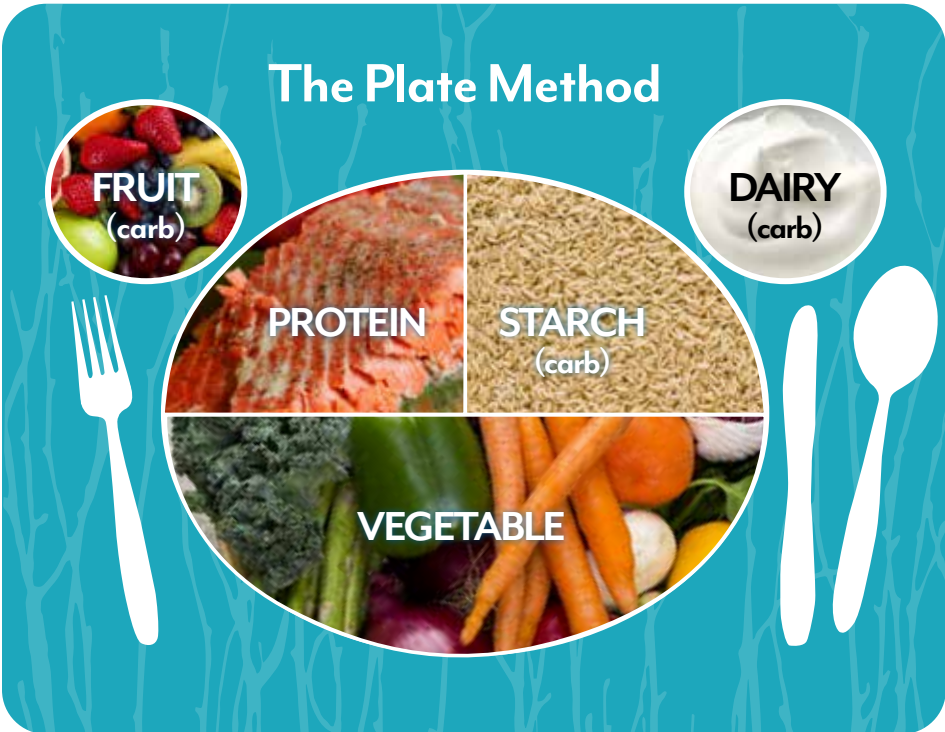 The Plate Method
FRUIT
(carb)
DAIRY
(carb)
PROTEIN
STARCH
(carb)
VEGETABLE